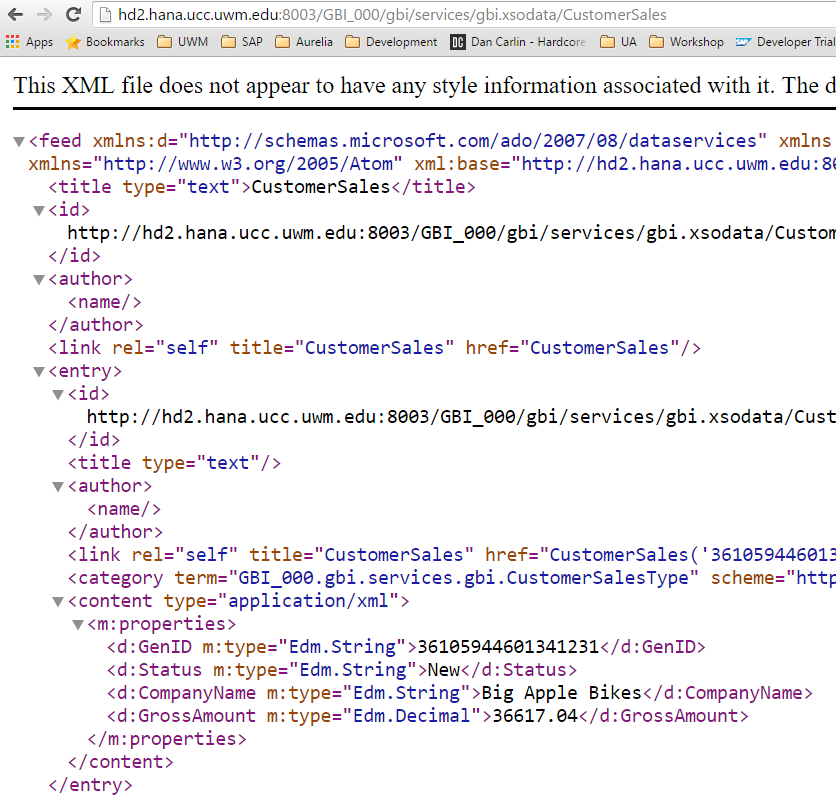 hd2.hana.ucc.uwm.edu:8003/GBI_000/gbi/services/gbi.xsodata/CustomerSales
Apps Bookmarks UWM SAP Aurelia Development DC Dan Carlin - Hardcore UA Workshop SAP Developer Trial
This XML file does not appear to have any style information associated with it. The d
<feed xmlns:d="http://schemas.microsoft.com/ado/2007/08/dataservices" xmlns
xmlns="http://www.w3.org/2005/Atom" xml:base="http://hd2.hana.ucc.uwm.edu:80
<title type="text">CustomerSales</title>
<id>
http://hd2.hana.ucc.uwm.edu:8003/GBI_000/gbi/services/gbi.xsodata/Custom
</id>
<author>
<name/>
</author>
<link rel="self" title="CustomerSales" href="CustomerSales"/>
<entry>
<id>
http://hd2.hana.ucc.uwm.edu:8003/GBI_000/gbi/services/gbi.xsodata/Cust
</id>
<title type="text"/>
<author>
<name/>
</author>
<link rel="self" title="CustomerSales" href="CustomerSales('361059446013
<category term="GBI_000.gbi.services.gbi.CustomerSalesType" scheme="http
<content type="application/xml">
<m:properties>
<d:GenID m:type="Edm.String">36105944601341231</d:GenID>
<d:Status m:type="Edm.String">New</d:Status>
<d:CompanyName m:type="Edm.String">Big Apple Bikes</d:CompanyName>
<d:GrossAmount m:type="Edm.Decimal">36617.04</d:GrossAmount>
</m:properties>
</content>
</entry>